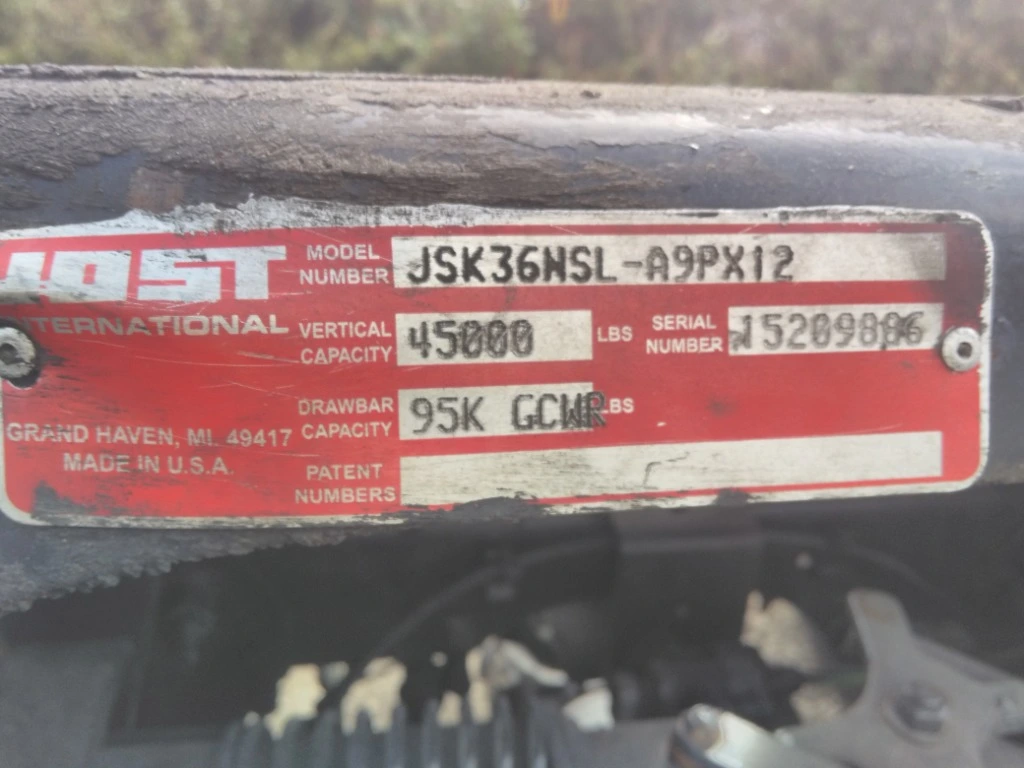 JOST
INTERNATIONAL
GRAND HAVEN, MI. 49417
MADE IN U.S.A.
MODEL NUMBER JSK36NSL-A9PX12
VERTICAL CAPACITY 45000 LBS
SERIAL NUMBER 15209886
DRAWBAR CAPACITY 95K GCWR LBS
PATENT NUMBERS